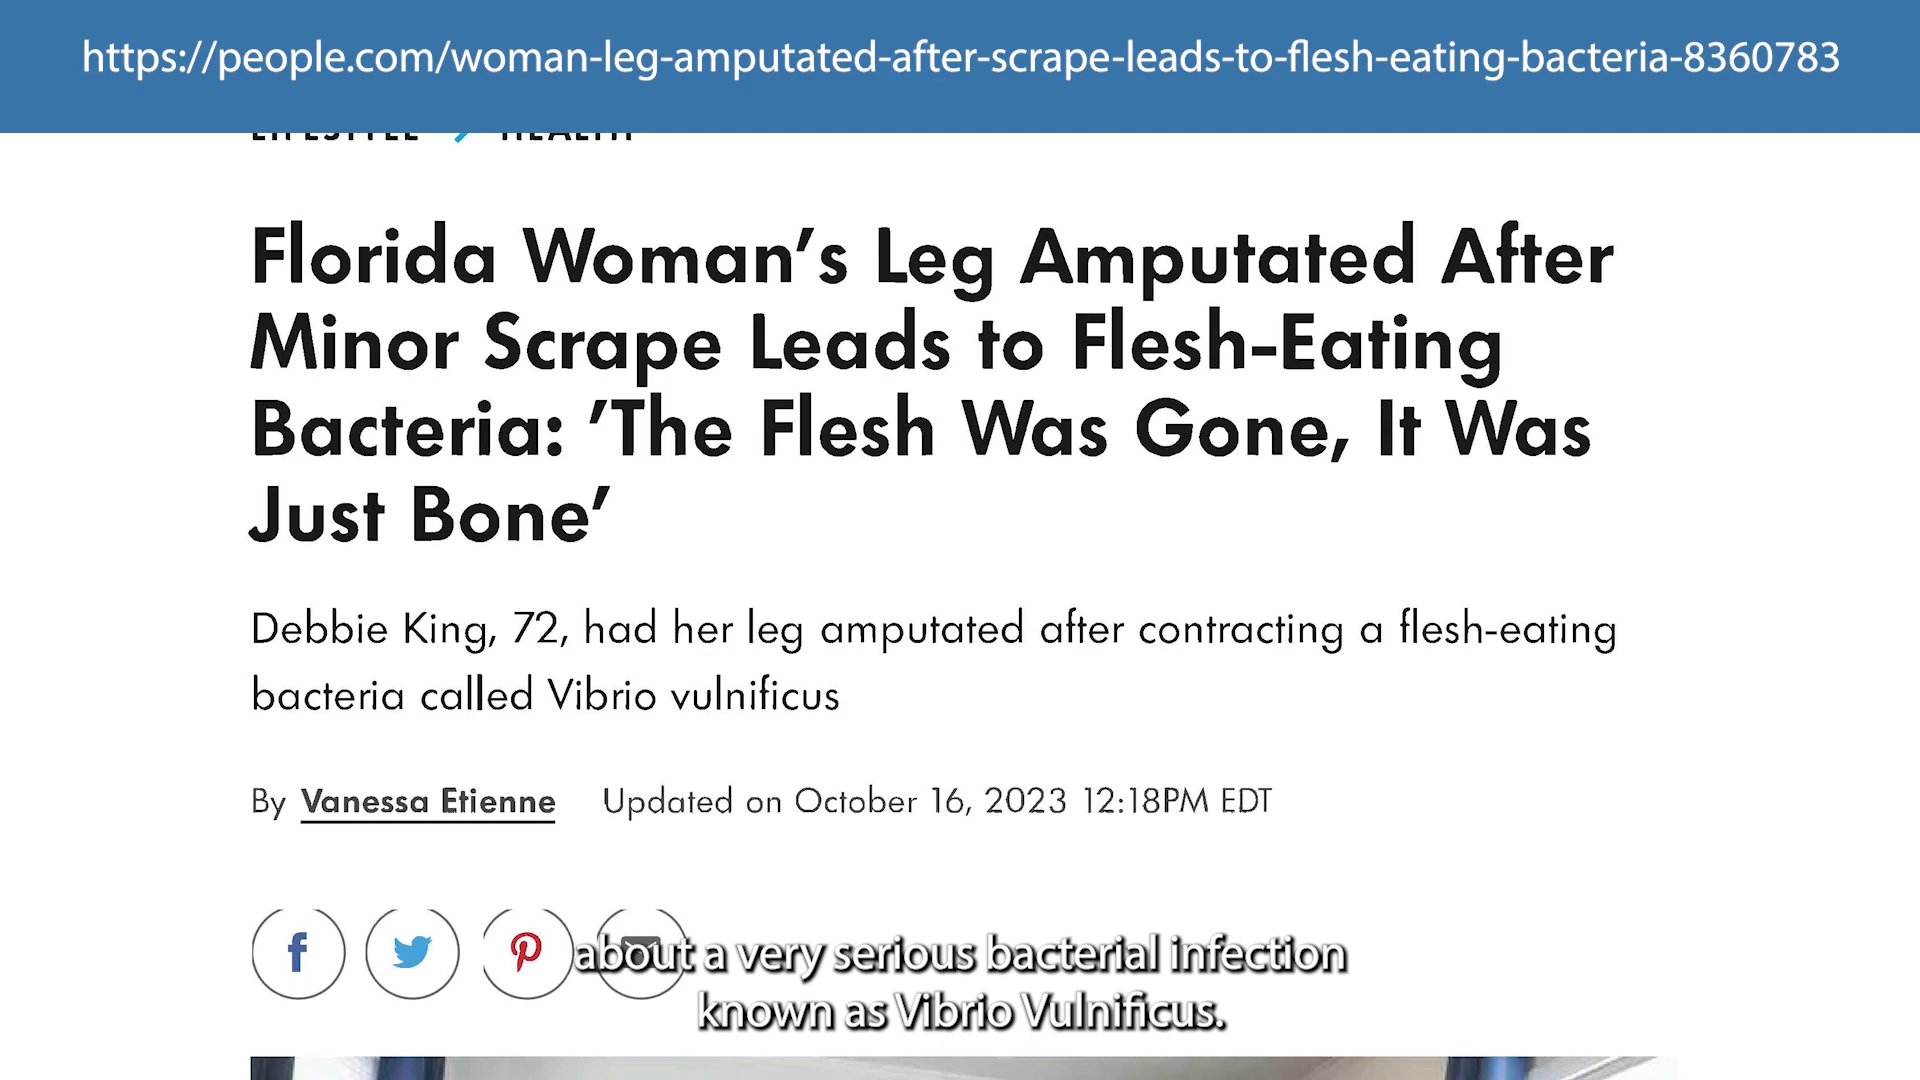 https://people.com/woman-leg-amputated-after-scrape-leads-to-flesh-eating-bacteria-8360783
LIFESTYLE > HEALTH
Florida Woman’s Leg Amputated After
Minor Scrape Leads to Flesh-Eating
Bacteria: ’The Flesh Was Gone, It Was
Just Bone’
Debbie King, 72, had her leg amputated after contracting a flesh-eating
bacteria called Vibrio vulnificus
By Vanessa Etienne Updated on October 16, 2023 12:18PM EDT
about a very serious bacterial infection
known as Vibrio Vulnificus.